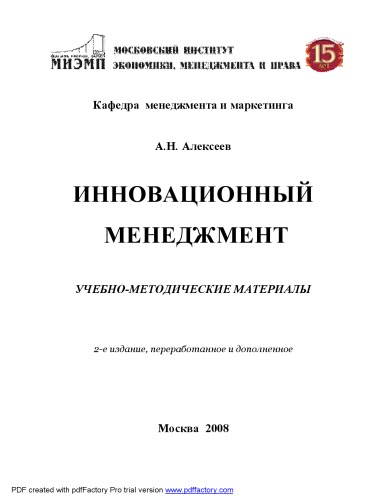 МОСКОВСКИЙ ИНСТИТУТ
МИЭМП ЭКОНОМИКИ, МЕНЕДЖМЕНТА И ПРАВА
15 ЛЕТ
Кафедра менеджмента и маркетинга
А.Н. Алексеев
ИННОВАЦИОННЫЙ
МЕНЕДЖМЕНТ
УЧЕБНО-МЕТОДИЧЕСКИЕ МАТЕРИАЛЫ
2-е издание, переработанное и дополненное
Москва 2008
PDF created with pdfFactory Pro trial version www.pdffactory.com